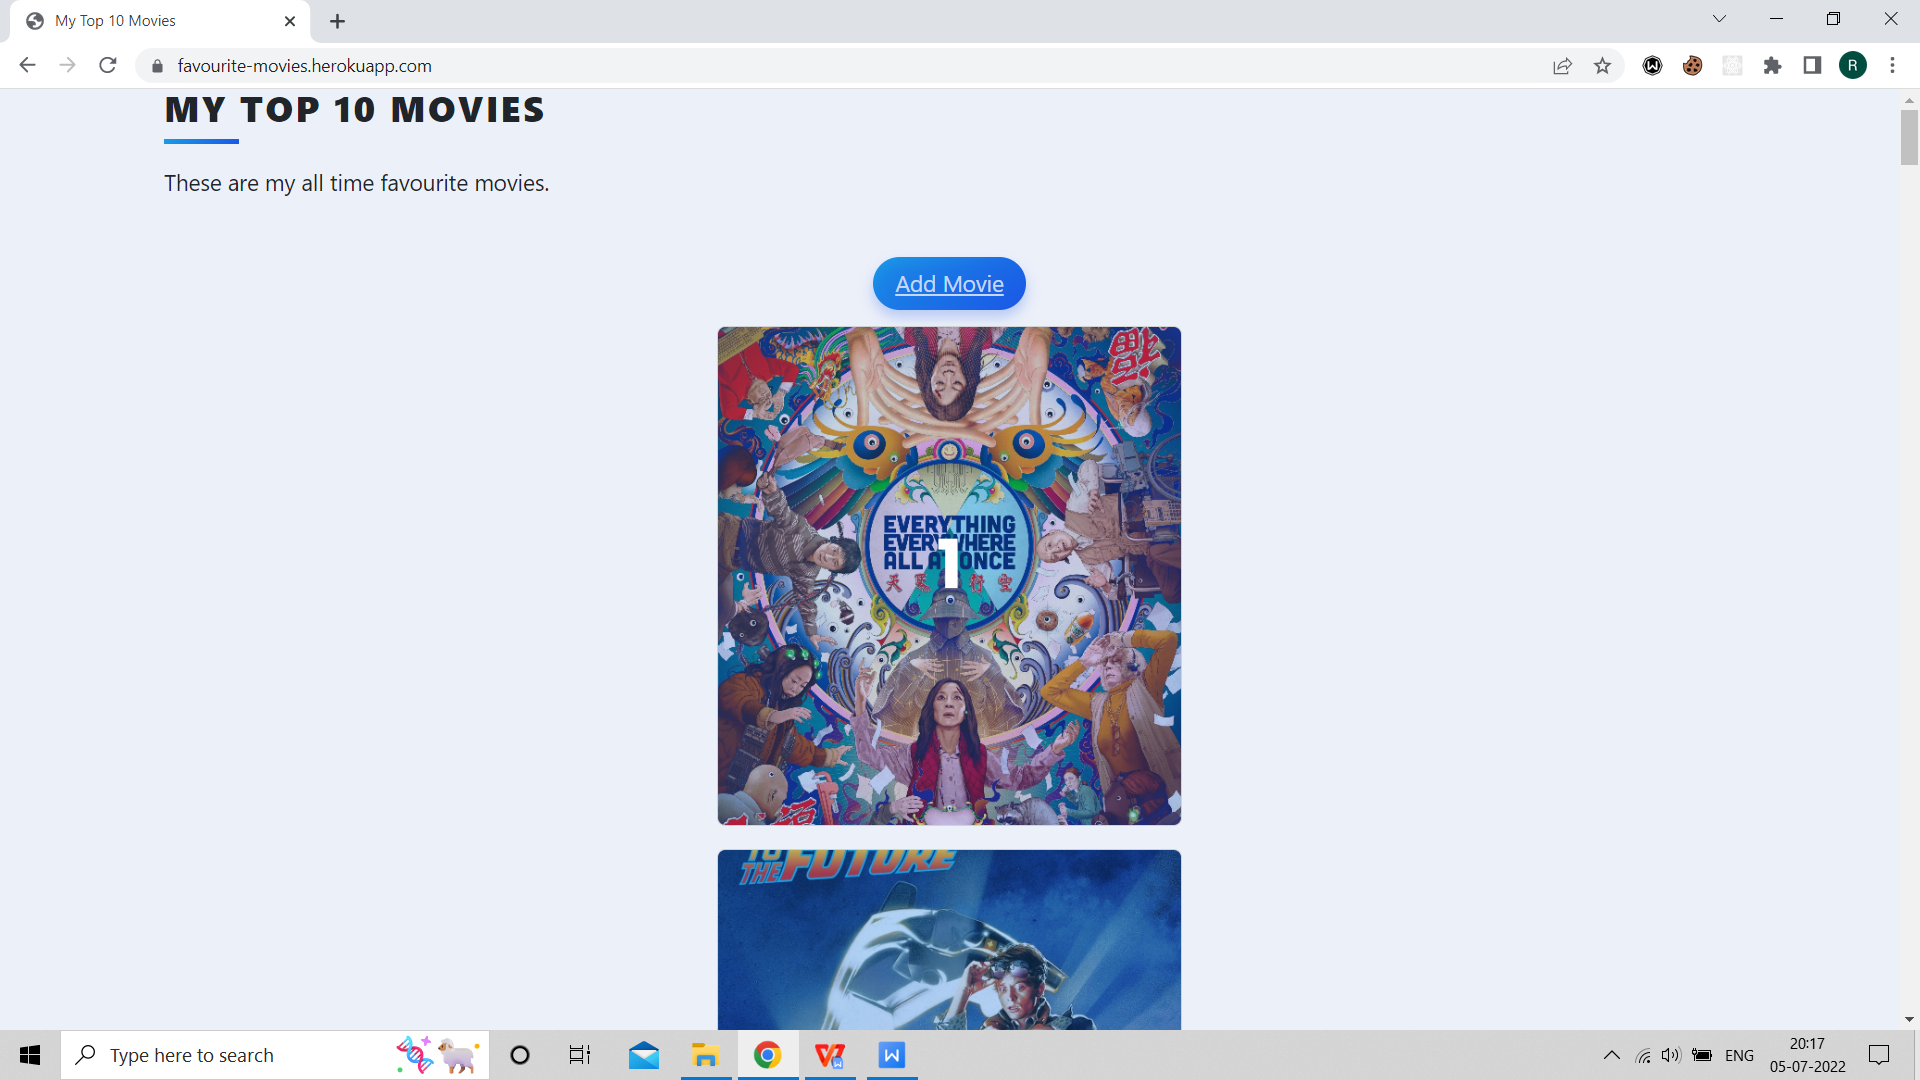 My Top 10 Movies
favourite-movies.herokuapp.com
R
MY TOP 10 MOVIES
These are my all time favourite movies.
Add Movie
EVERYTHING
EVERYWHERE
ALL AT ONCE
1
TO
THE FUTURE
Type here to search
ENG
20:17
05-07-2022